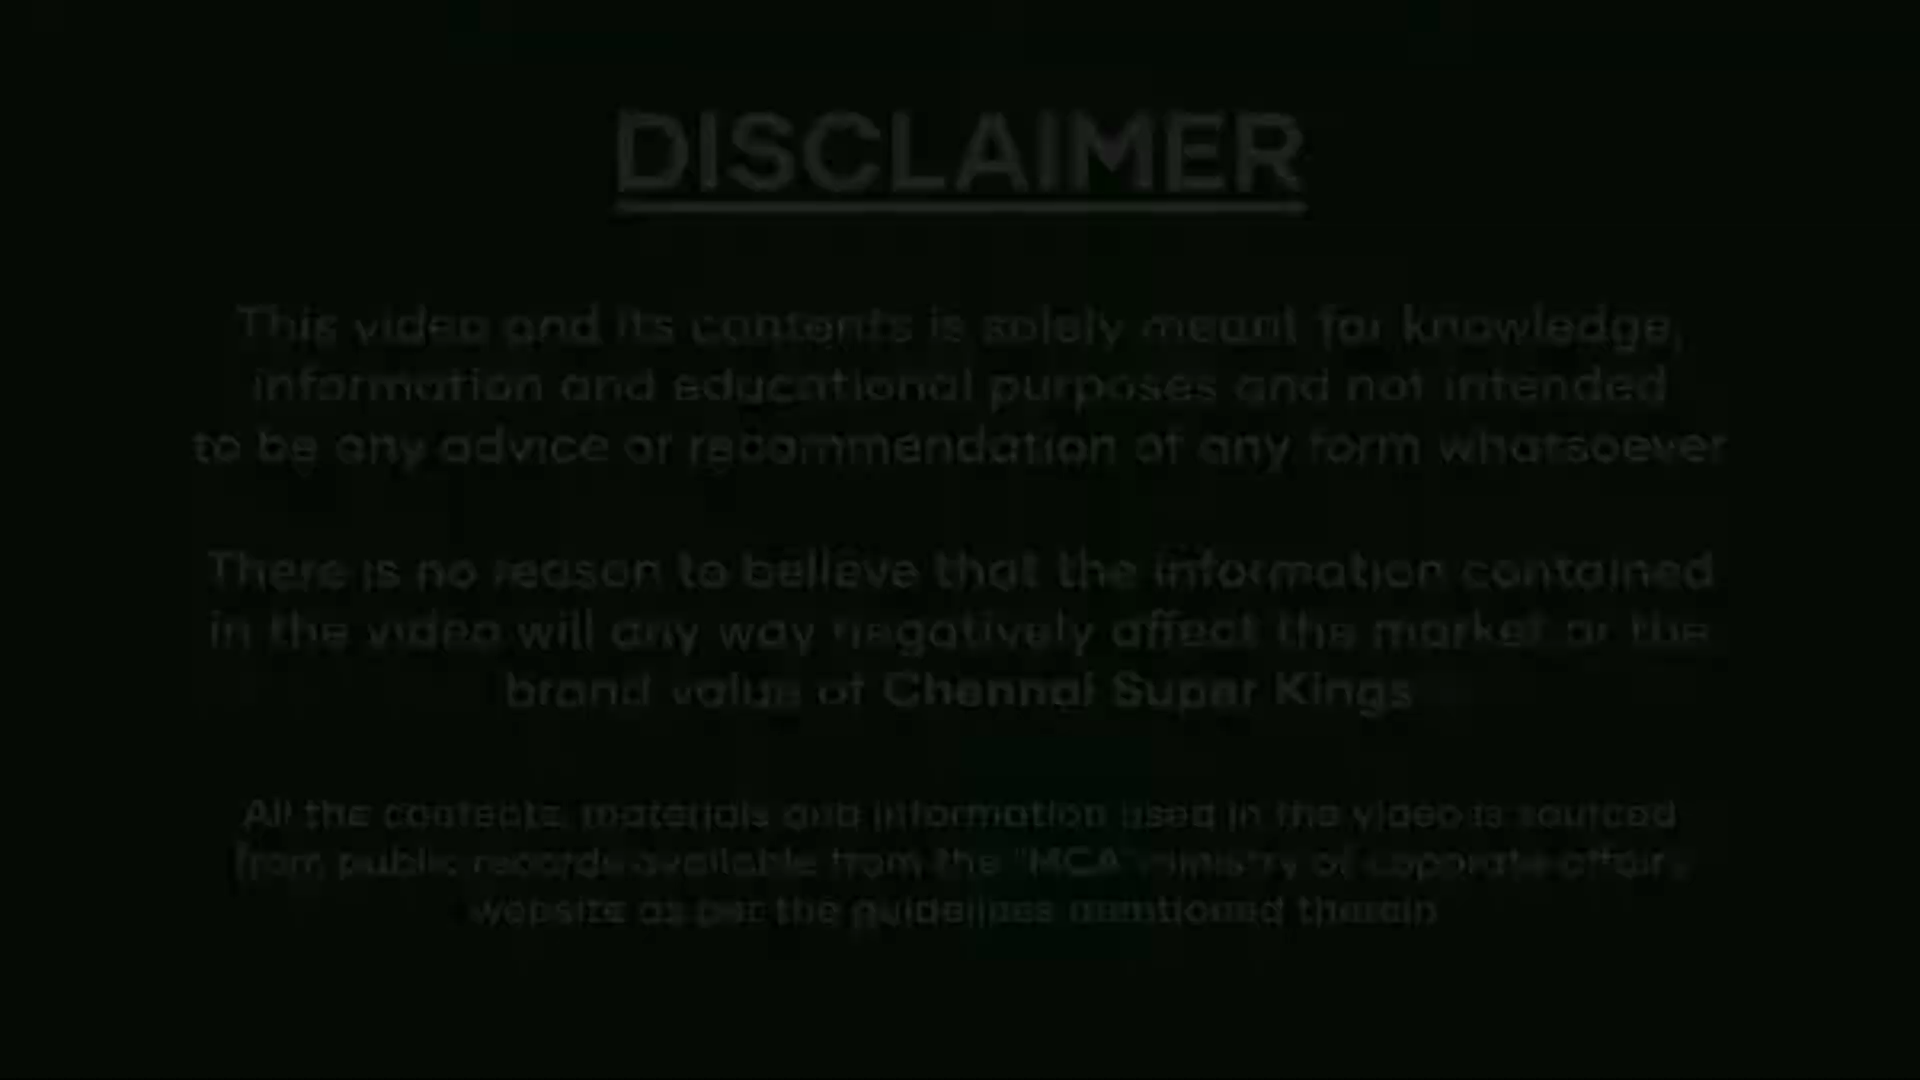 DISCLAIMER
This video and its contents is solely meant for knowledge,
information and educational purposes and not intended
to be any advice or recommendation of any form whatsoever
There is no reason to believe that the information contained
in the video will any way negatively affect the market or the
brand value of Chennai Super Kings
All the contents, materials and information used in the video is sourced
from public records available from the "MCA" ministry of coporate affairs
website as per the guidelines mentioned therein